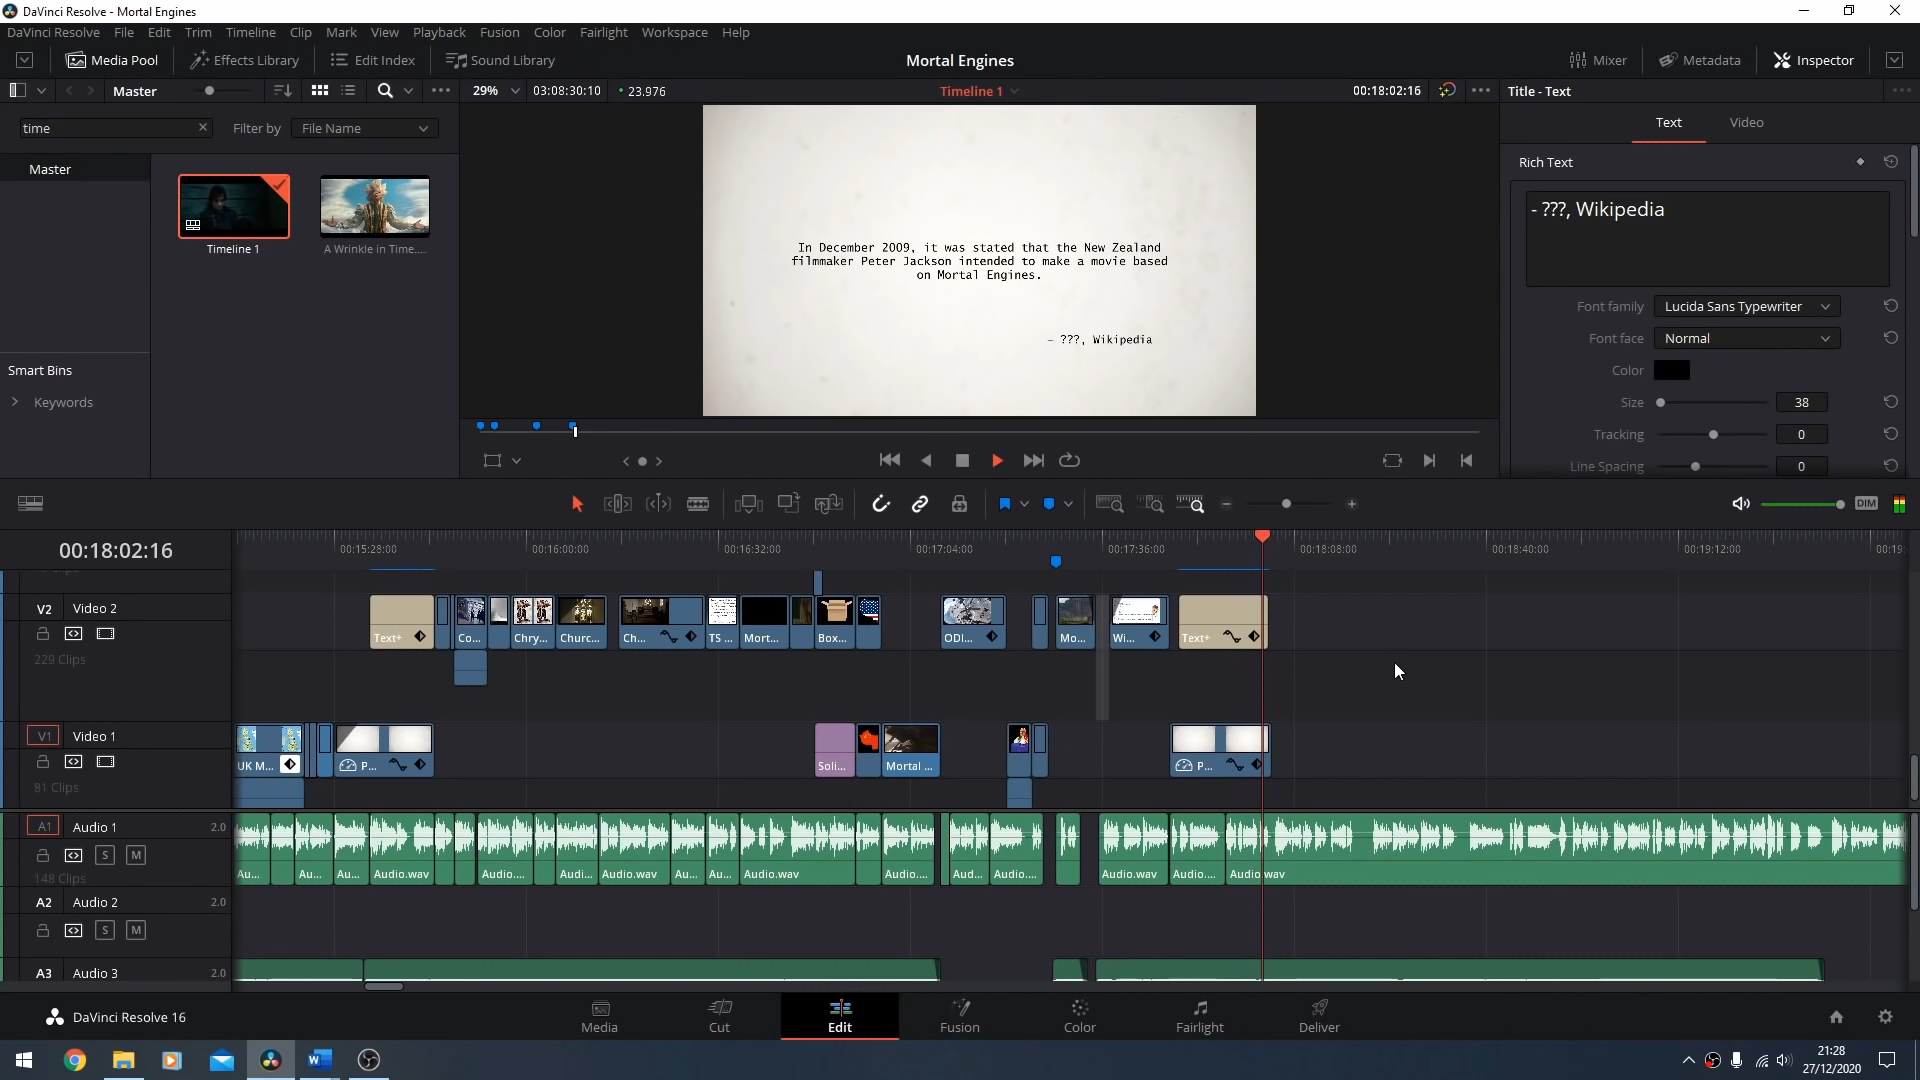 DaVinci Resolve - Mortal Engines
DaVinci Resolve File Edit Trim Timeline Clip Mark View Playback Fusion Color Fairlight Workspace Help
Media Pool Effects Library Edit Index Sound Library Mortal Engines Mixer Metadata Inspector
Master 29% 03:08:30:10 23.976 Timeline 1 00:18:02:16 Title - Text
time Filter by File Name Text Video
Master
Timeline 1 A Wrinkle in Time....
Smart Bins
Keywords
In December 2009, it was stated that the New Zealand
filmmaker Peter Jackson intended to make a movie based
on Mortal Engines.
- ???, Wikipedia
Rich Text
- ???, Wikipedia
Font family Lucida Sans Typewriter
Font face Normal
Color
Size 38
Tracking 0
Line Spacing 0
DIM
00:18:02:16 00:15:28:00 00:16:00:00 00:16:32:00 00:17:04:00 00:17:36:00 00:18:08:00 00:18:40:00 00:19:12:00 00:19:
V2 Video 2
Text+ Co... Chry... Churc... Ch... TS ... Mort... Box... ODI... Mo... Wi... Text+
229 Clips
V1 Video 1
UK M... P... Soli... Mortal ... P...
81 Clips
A1 Audio 1 2.0
S M
148 Clips Au... Au... Au... Audio.wav Audio.... Audi... Audio.wav Au... Au... Audio.wav Audio.... Aud... Audio.... Audio.wav Audio.... Audio.wav
A2 Audio 2 2.0
S M
A3 Audio 3 2.0
DaVinci Resolve 16 Media Cut Edit Fusion Color Fairlight Deliver
21:28
27/12/2020